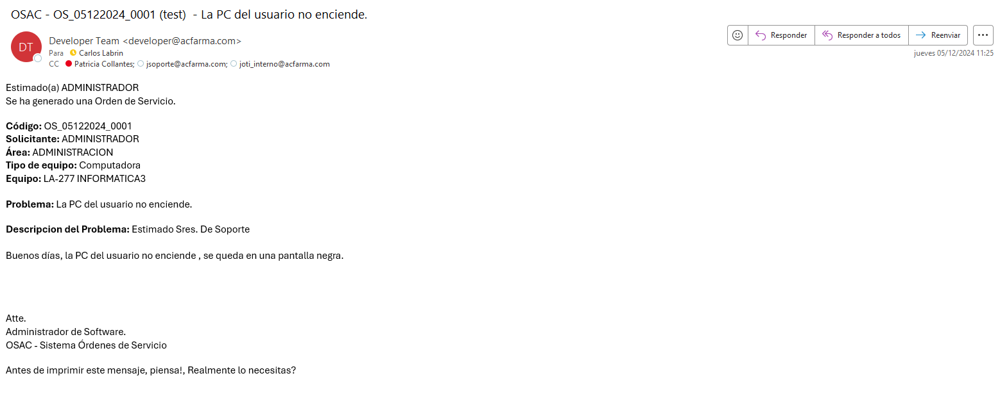 OSAC - OS_05122024_0001 (test)  - La PC del usuario no enciende.
DT
Developer Team <developer@acfarma.com>
Para Carlos Labrin
CC Patricia Collantes; jsoporte@acfarma.com; joti_interno@acfarma.com
Responder
Responder a todos
Reenviar
jueves 05/12/2024 11:25
Estimado(a) ADMINISTRADOR
Se ha generado una Orden de Servicio.
Código: OS_05122024_0001
Solicitante: ADMINISTRADOR
Área: ADMINISTRACION
Tipo de equipo: Computadora
Equipo: LA-277 INFORMATICA3
Problema: La PC del usuario no enciende.
Descripcion del Problema: Estimado Sres. De Soporte
Buenos días, la PC del usuario no enciende , se queda en una pantalla negra.
Atte.
Administrador de Software.
OSAC - Sistema Órdenes de Servicio
Antes de imprimir este mensaje, piensa!, Realmente lo necesitas?